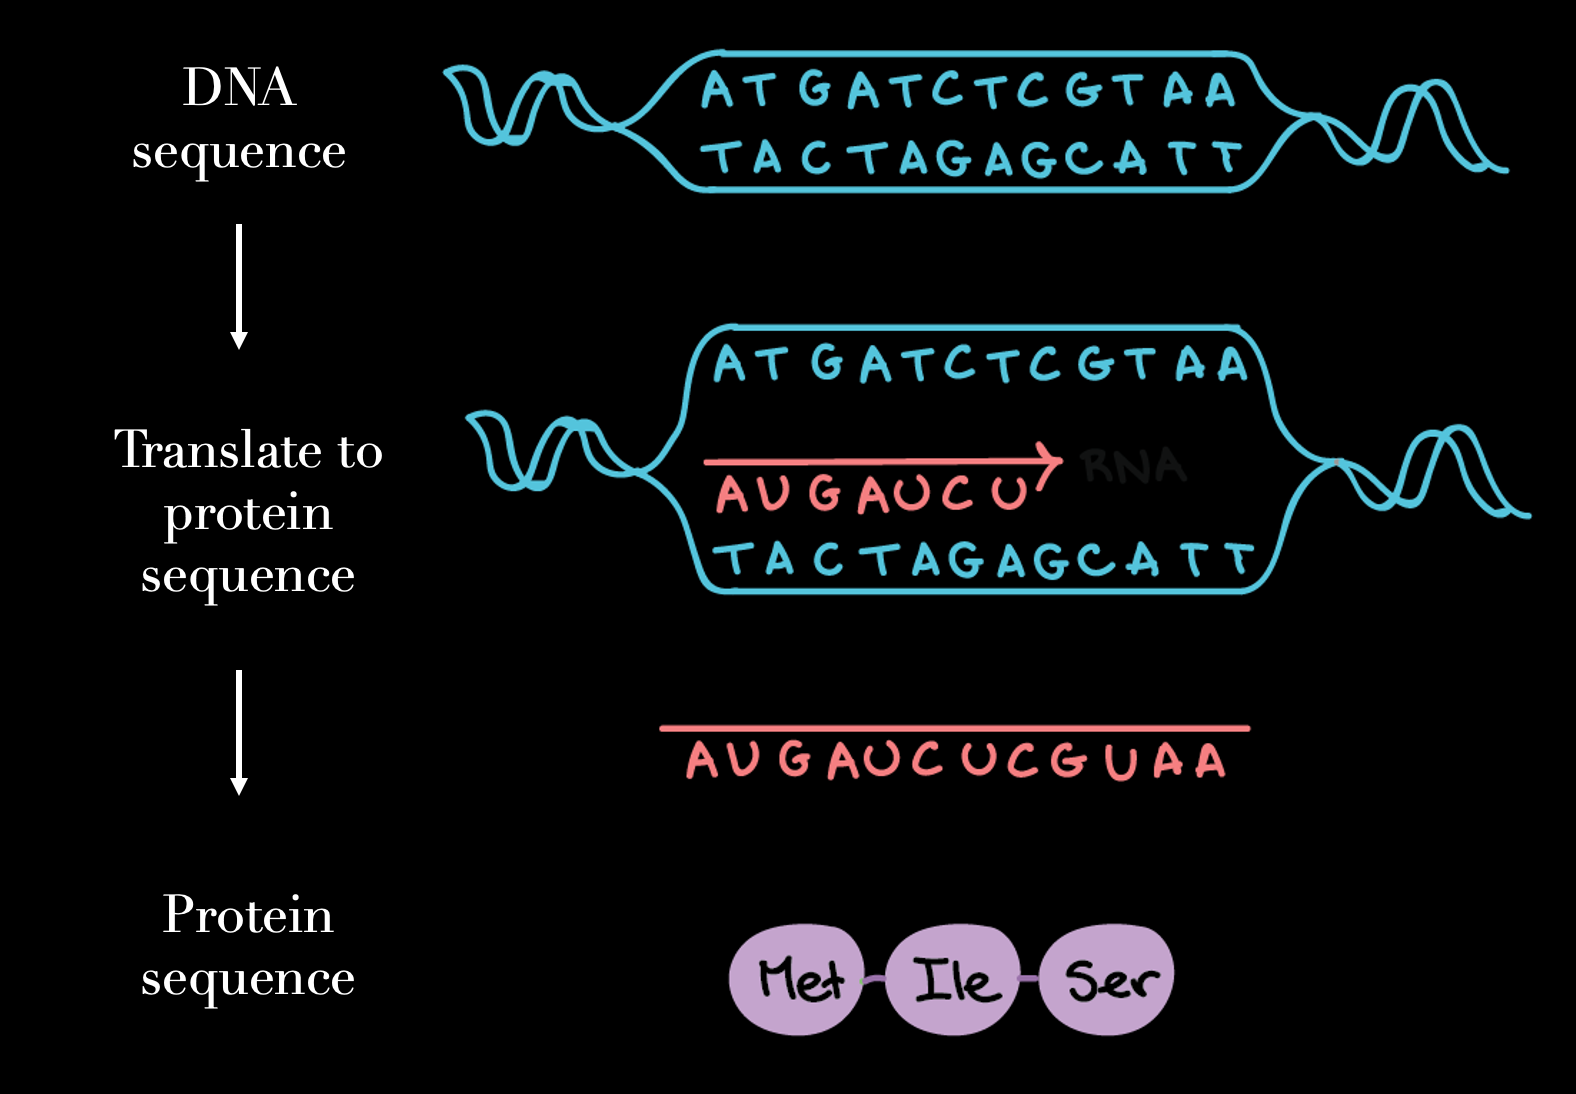 DNA
sequence
ATGATCTCGTAA
TACTAGAGCATT
Translate to
protein
sequence
ATGATCTCGTAA
RNA
AUGAUCU
TACTAGAGCATT
AUGAUCUCGUAA
Protein
sequence
Met Ile Ser